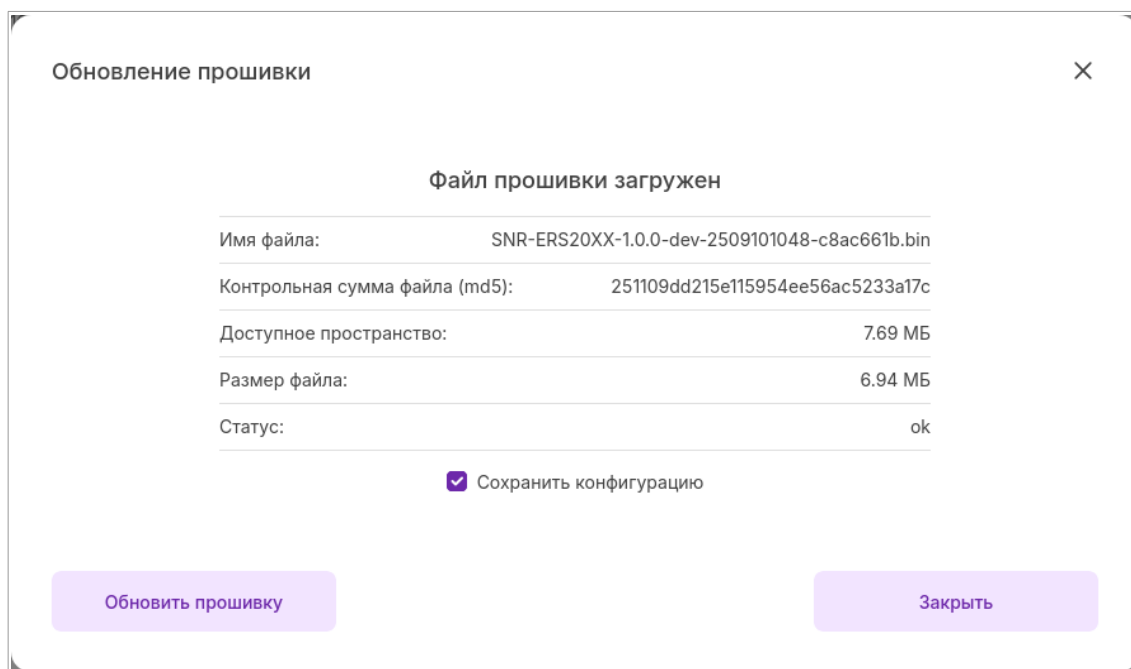 Обновление прошивки
Файл прошивки загружен
Имя файла: SNR-ERS20XX-1.0.0-dev-2509101048-c8ac661b.bin
Контрольная сумма файла (md5): 251109dd215e115954ee56ac5233a17c
Доступное пространство: 7.69 МБ
Размер файла: 6.94 МБ
Статус: ok
Сохранить конфигурацию
Обновить прошивку Закрыть